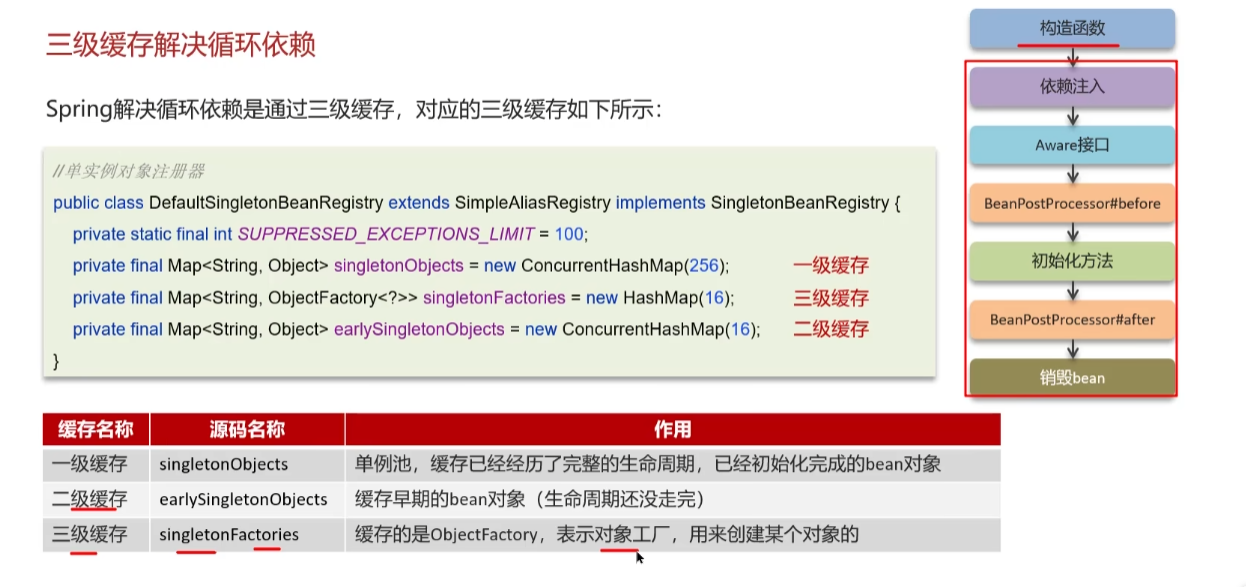 三级缓存解决循环依赖
Spring解决循环依赖是通过三级缓存，对应的三级缓存如下所示：
//单实例对象注册器
public class DefaultSingletonBeanRegistry extends SimpleAliasRegistry implements SingletonBeanRegistry {
private static final int SUPPRESSED_EXCEPTIONS_LIMIT = 100;
private final Map<String, Object> singletonObjects = new ConcurrentHashMap(256); 一级缓存
private final Map<String, ObjectFactory<?>> singletonFactories = new HashMap(16); 三级缓存
private final Map<String, Object> earlySingletonObjects = new ConcurrentHashMap(16); 二级缓存
}
构造函数
依赖注入
Aware接口
BeanPostProcessor#before
初始化方法
BeanPostProcessor#after
销毁bean
缓存名称 源码名称 作用
一级缓存 singletonObjects 单例池，缓存已经经历了完整的生命周期，已经初始化完成的bean对象
二级缓存 earlySingletonObjects 缓存早期的bean对象（生命周期还没走完）
三级缓存 singletonFactories 缓存的是ObjectFactory，表示对象工厂，用来创建某个对象的